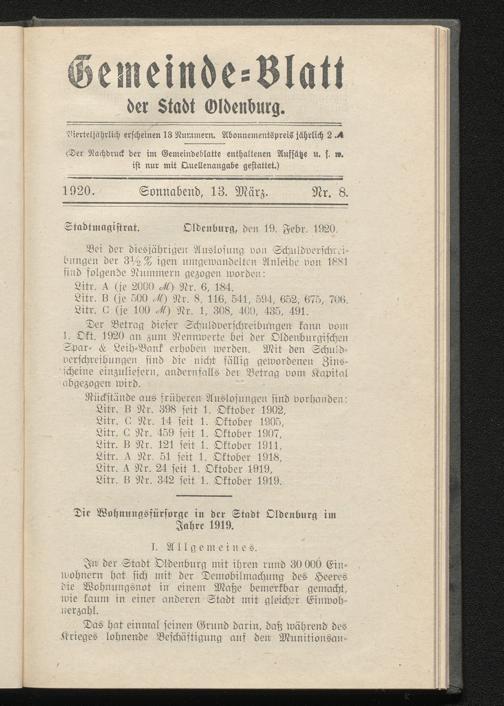 Gemeinde-Blatt
der Stadt Oldenburg.
Vierteljährlich erscheinen 13 Nummern. Abonnementspreis jährlich 2 ℳ
(Der Nachdruck der im Gemeindeblatte enthaltenen Aufsätze u. s. w.
ist nur mit Quellenangabe gestattet.)
1920. Sonnabend, 13. März. Nr. 8.
Stadtmagistrat. Oldenburg, den 19. Febr. 1920.
Bei der diesjährigen Auslosung von Schuldverschrei-
bungen der 3½ % igen umgewandelten Anleihe von 1881
sind folgende Nummern gezogen worden:
Litr. A (je 2000 ℳ) Nr. 6, 184,
Litr. B (je 500 ℳ) Nr. 8, 116, 541, 594, 652, 675, 706.
Litr. C (je 100 ℳ) Nr. 1, 308, 400, 435, 491.
Der Betrag dieser Schuldverschreibungen kann vom
1. Okt. 1920 an zum Nennwerte bei der Oldenburgischen
Spar- & Leih-Bank erhoben werden. Mit den Schuld-
verschreibungen sind die nicht fällig gewordenen Zins-
scheine einzuliefern, andernfalls der Betrag vom Kapital
abgezogen wird.
Rückstände aus früheren Auslosungen sind vorhanden:
Litr. B Nr. 398 seit 1. Oktober 1902,
Litr. C Nr. 14 seit 1. Oktober 1905,
Litr. C Nr. 459 seit 1. Oktober 1907,
Litr. B Nr. 121 seit 1. Oktober 1911,
Litr. A Nr. 51 seit 1. Oktober 1918,
Litr. A Nr. 24 seit 1. Oktober 1919,
Litr. B Nr. 342 seit 1. Oktober 1919.
Die Wohnungsfürsorge in der Stadt Oldenburg im
Jahre 1919.
I. Allgemeines.
In der Stadt Oldenburg mit ihren rund 30 000 Ein-
wohnern hat sich mit der Demobilmachung des Heeres
die Wohnungsnot in einem Maße bemerkbar gemacht,
wie kaum in einer anderen Stadt mit gleicher Einwoh-
nerzahl.
Das hat einmal seinen Grund darin, daß während des
Krieges lohnende Beschäftigung auf den Munitionsan-